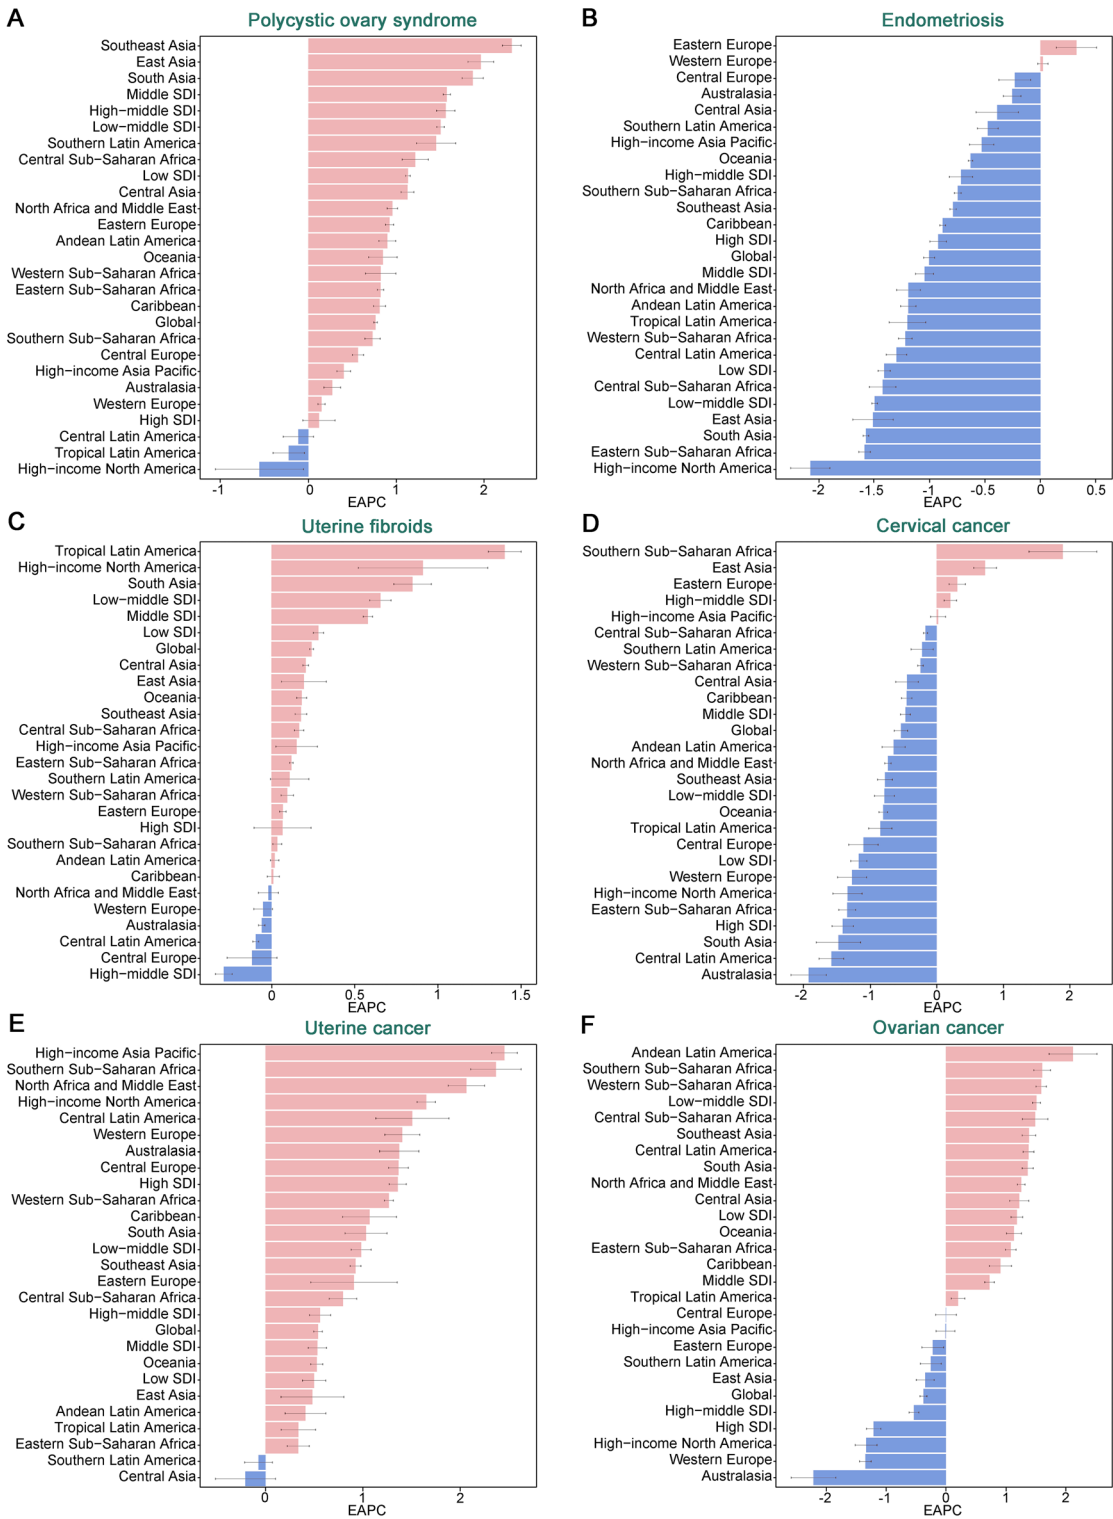 A
Polycystic ovary syndrome
Southeast Asia
East Asia
South Asia
Middle SDI
High−middle SDI
Low−middle SDI
Southern Latin America
Central Sub−Saharan Africa
Low SDI
Central Asia
North Africa and Middle East
Eastern Europe
Andean Latin America
Oceania
Western Sub−Saharan Africa
Eastern Sub−Saharan Africa
Caribbean
Global
Southern Sub−Saharan Africa
Central Europe
High−income Asia Pacific
Australasia
Western Europe
High SDI
Central Latin America
Tropical Latin America
High−income North America
-1 0 1 2
EAPC
B
Endometriosis
Eastern Europe
Western Europe
Central Europe
Australasia
Central Asia
Southern Latin America
High−income Asia Pacific
Oceania
High−middle SDI
Southern Sub−Saharan Africa
Southeast Asia
Caribbean
High SDI
Global
Middle SDI
North Africa and Middle East
Andean Latin America
Tropical Latin America
Western Sub−Saharan Africa
Central Latin America
Low SDI
Central Sub−Saharan Africa
Low−middle SDI
East Asia
South Asia
Eastern Sub−Saharan Africa
High−income North America
-2 -1.5 -1 -0.5 0 0.5
EAPC
C
Uterine fibroids
Tropical Latin America
High−income North America
South Asia
Low−middle SDI
Middle SDI
Low SDI
Global
Central Asia
East Asia
Oceania
Southeast Asia
Central Sub−Saharan Africa
High−income Asia Pacific
Eastern Sub−Saharan Africa
Southern Latin America
Western Sub−Saharan Africa
Eastern Europe
High SDI
Southern Sub−Saharan Africa
Andean Latin America
Caribbean
North Africa and Middle East
Western Europe
Australasia
Central Latin America
Central Europe
High−middle SDI
0 0.5 1 1.5
EAPC
D
Cervical cancer
Southern Sub−Saharan Africa
East Asia
Eastern Europe
High−middle SDI
High−income Asia Pacific
Central Sub−Saharan Africa
Southern Latin America
Western Sub−Saharan Africa
Central Asia
Caribbean
Middle SDI
Global
Andean Latin America
North Africa and Middle East
Southeast Asia
Low−middle SDI
Oceania
Tropical Latin America
Central Europe
Low SDI
Western Europe
High−income North America
Eastern Sub−Saharan Africa
High SDI
South Asia
Central Latin America
Australasia
-2 -1 0 1 2
EAPC
E
Uterine cancer
High−income Asia Pacific
Southern Sub−Saharan Africa
North Africa and Middle East
High−income North America
Central Latin America
Western Europe
Australasia
Central Europe
High SDI
Western Sub−Saharan Africa
Caribbean
South Asia
Low−middle SDI
Southeast Asia
Eastern Europe
Central Sub−Saharan Africa
High−middle SDI
Global
Middle SDI
Oceania
Low SDI
East Asia
Andean Latin America
Tropical Latin America
Eastern Sub−Saharan Africa
Southern Latin America
Central Asia
0 1 2
EAPC
F
Ovarian cancer
Andean Latin America
Southern Sub−Saharan Africa
Western Sub−Saharan Africa
Low−middle SDI
Central Sub−Saharan Africa
Southeast Asia
Central Latin America
South Asia
North Africa and Middle East
Central Asia
Low SDI
Oceania
Eastern Sub−Saharan Africa
Caribbean
Middle SDI
Tropical Latin America
Central Europe
High−income Asia Pacific
Eastern Europe
Southern Latin America
East Asia
Global
High−middle SDI
High SDI
High−income North America
Western Europe
Australasia
-2 -1 0 1 2
EAPC